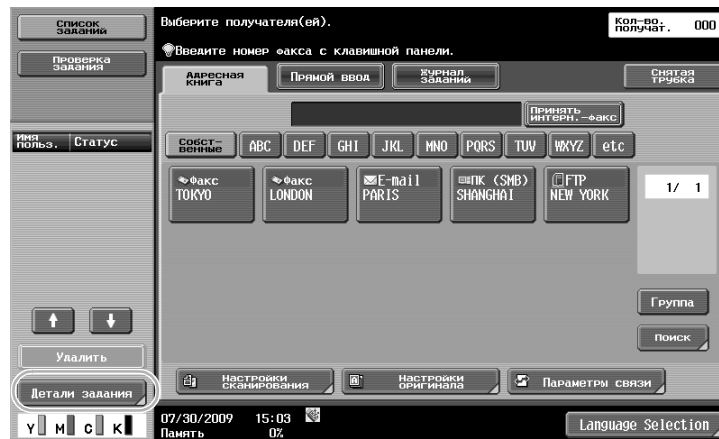 Список
заданий
Проверка
задания
Имя
польз.
Статус
Удалить
Детали задания
Y M C K
Выберите получателя(ей).
Введите номер факса с клавишной панели.
Кол-во.
получат.
000
Адресная
книга
Прямой ввод
Журнал
заданий
Снятая
трубка
Принять
интерн.-факс
Собст-
венные
ABC DEF GHI JKL MNO PQRS TUV WXYZ etc
Факс
TOKYO
Факс
LONDON
E-mail
PARIS
ПК (SMB)
SHANGHAI
FTP
NEW YORK
1/ 1
Группа
Поиск
Настройки
сканирования
Настройки
оригинала
Параметры связи
07/30/2009 15:03
Память 0%
Language Selection